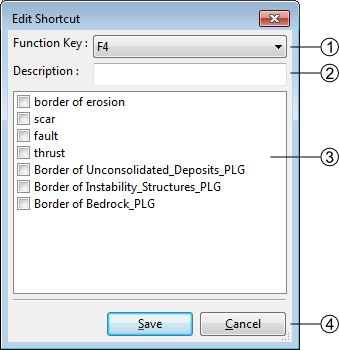 Edit Shortcut
Function Key : F4 1
Description : 2
border of erosion
scar
fault
thrust 3
Border of Unconsolidated_Deposits_PLG
Border of Instability_Structures_PLG
Border of Bedrock_PLG
Save Cancel 4